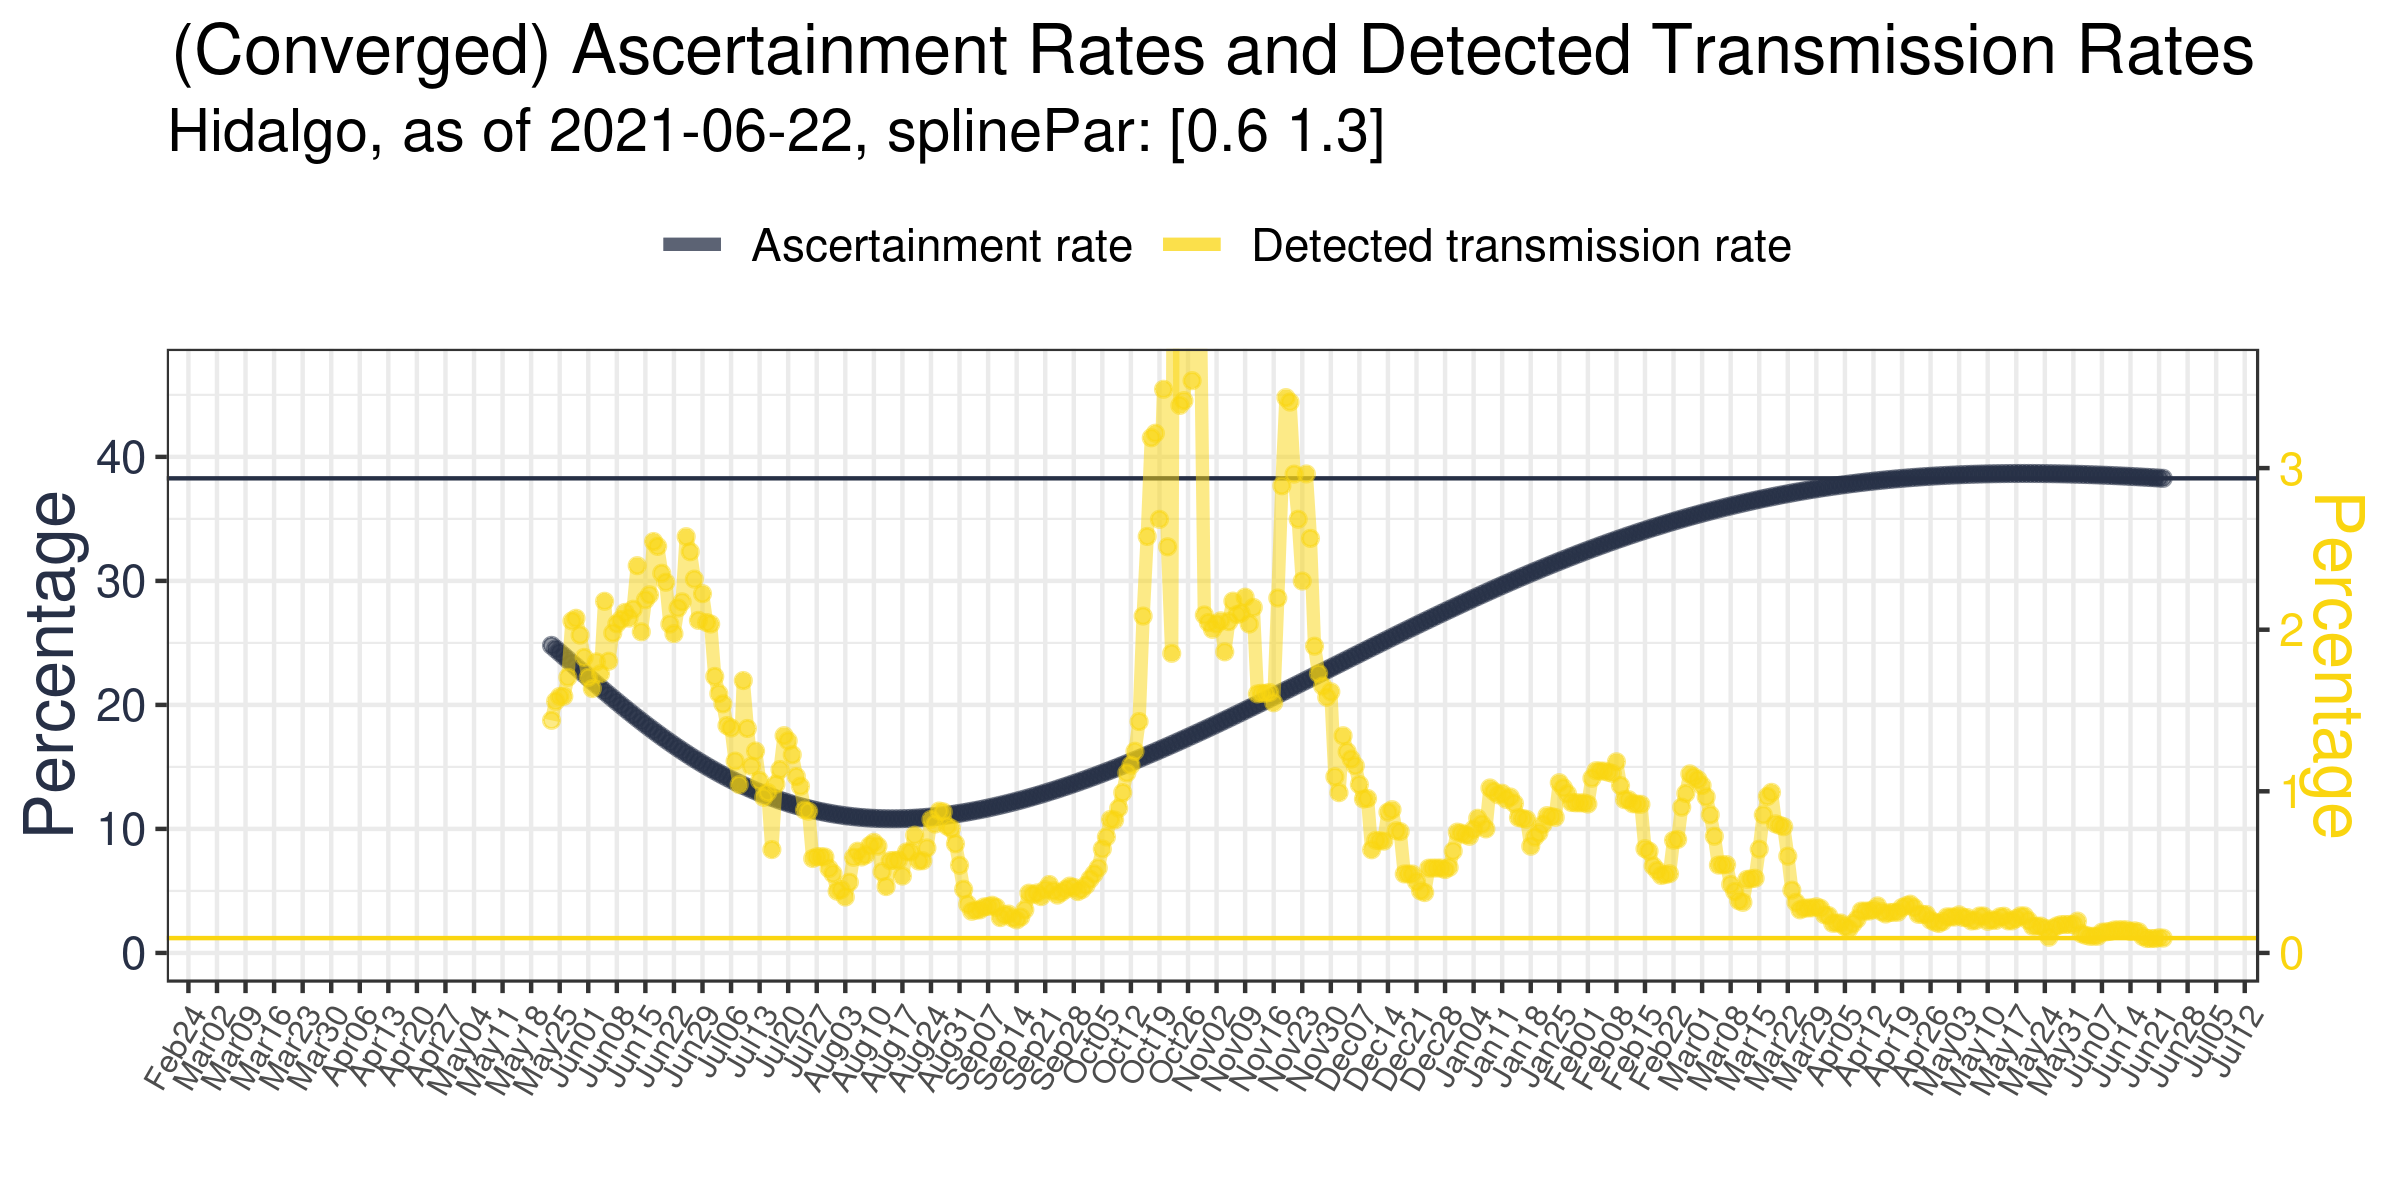 (Converged) Ascertainment Rates and Detected Transmission Rates
Hidalgo, as of 2021-06-22, splinePar: [0.6 1.3]
Ascertainment rate
Detected transmission rate
Percentage
40
30
20
10
0
3
2
1
0
Percentage
Feb24
Mar02
Mar09
Mar16
Mar23
Mar30
Apr06
Apr13
Apr20
Apr27
May04
May11
May18
May25
Jun01
Jun08
Jun15
Jun22
Jun29
Jul06
Jul13
Jul20
Jul27
Aug03
Aug10
Aug17
Aug24
Aug31
Sep07
Sep14
Sep21
Sep28
Oct05
Oct12
Oct19
Oct26
Nov02
Nov09
Nov16
Nov23
Nov30
Dec07
Dec14
Dec21
Dec28
Jan04
Jan11
Jan18
Jan25
Feb01
Feb08
Feb15
Feb22
Mar01
Mar08
Mar15
Mar22
Mar29
Apr05
Apr12
Apr19
Apr26
May03
May10
May17
May24
May31
Jun07
Jun14
Jun21
Jun28
Jul05
Jul12